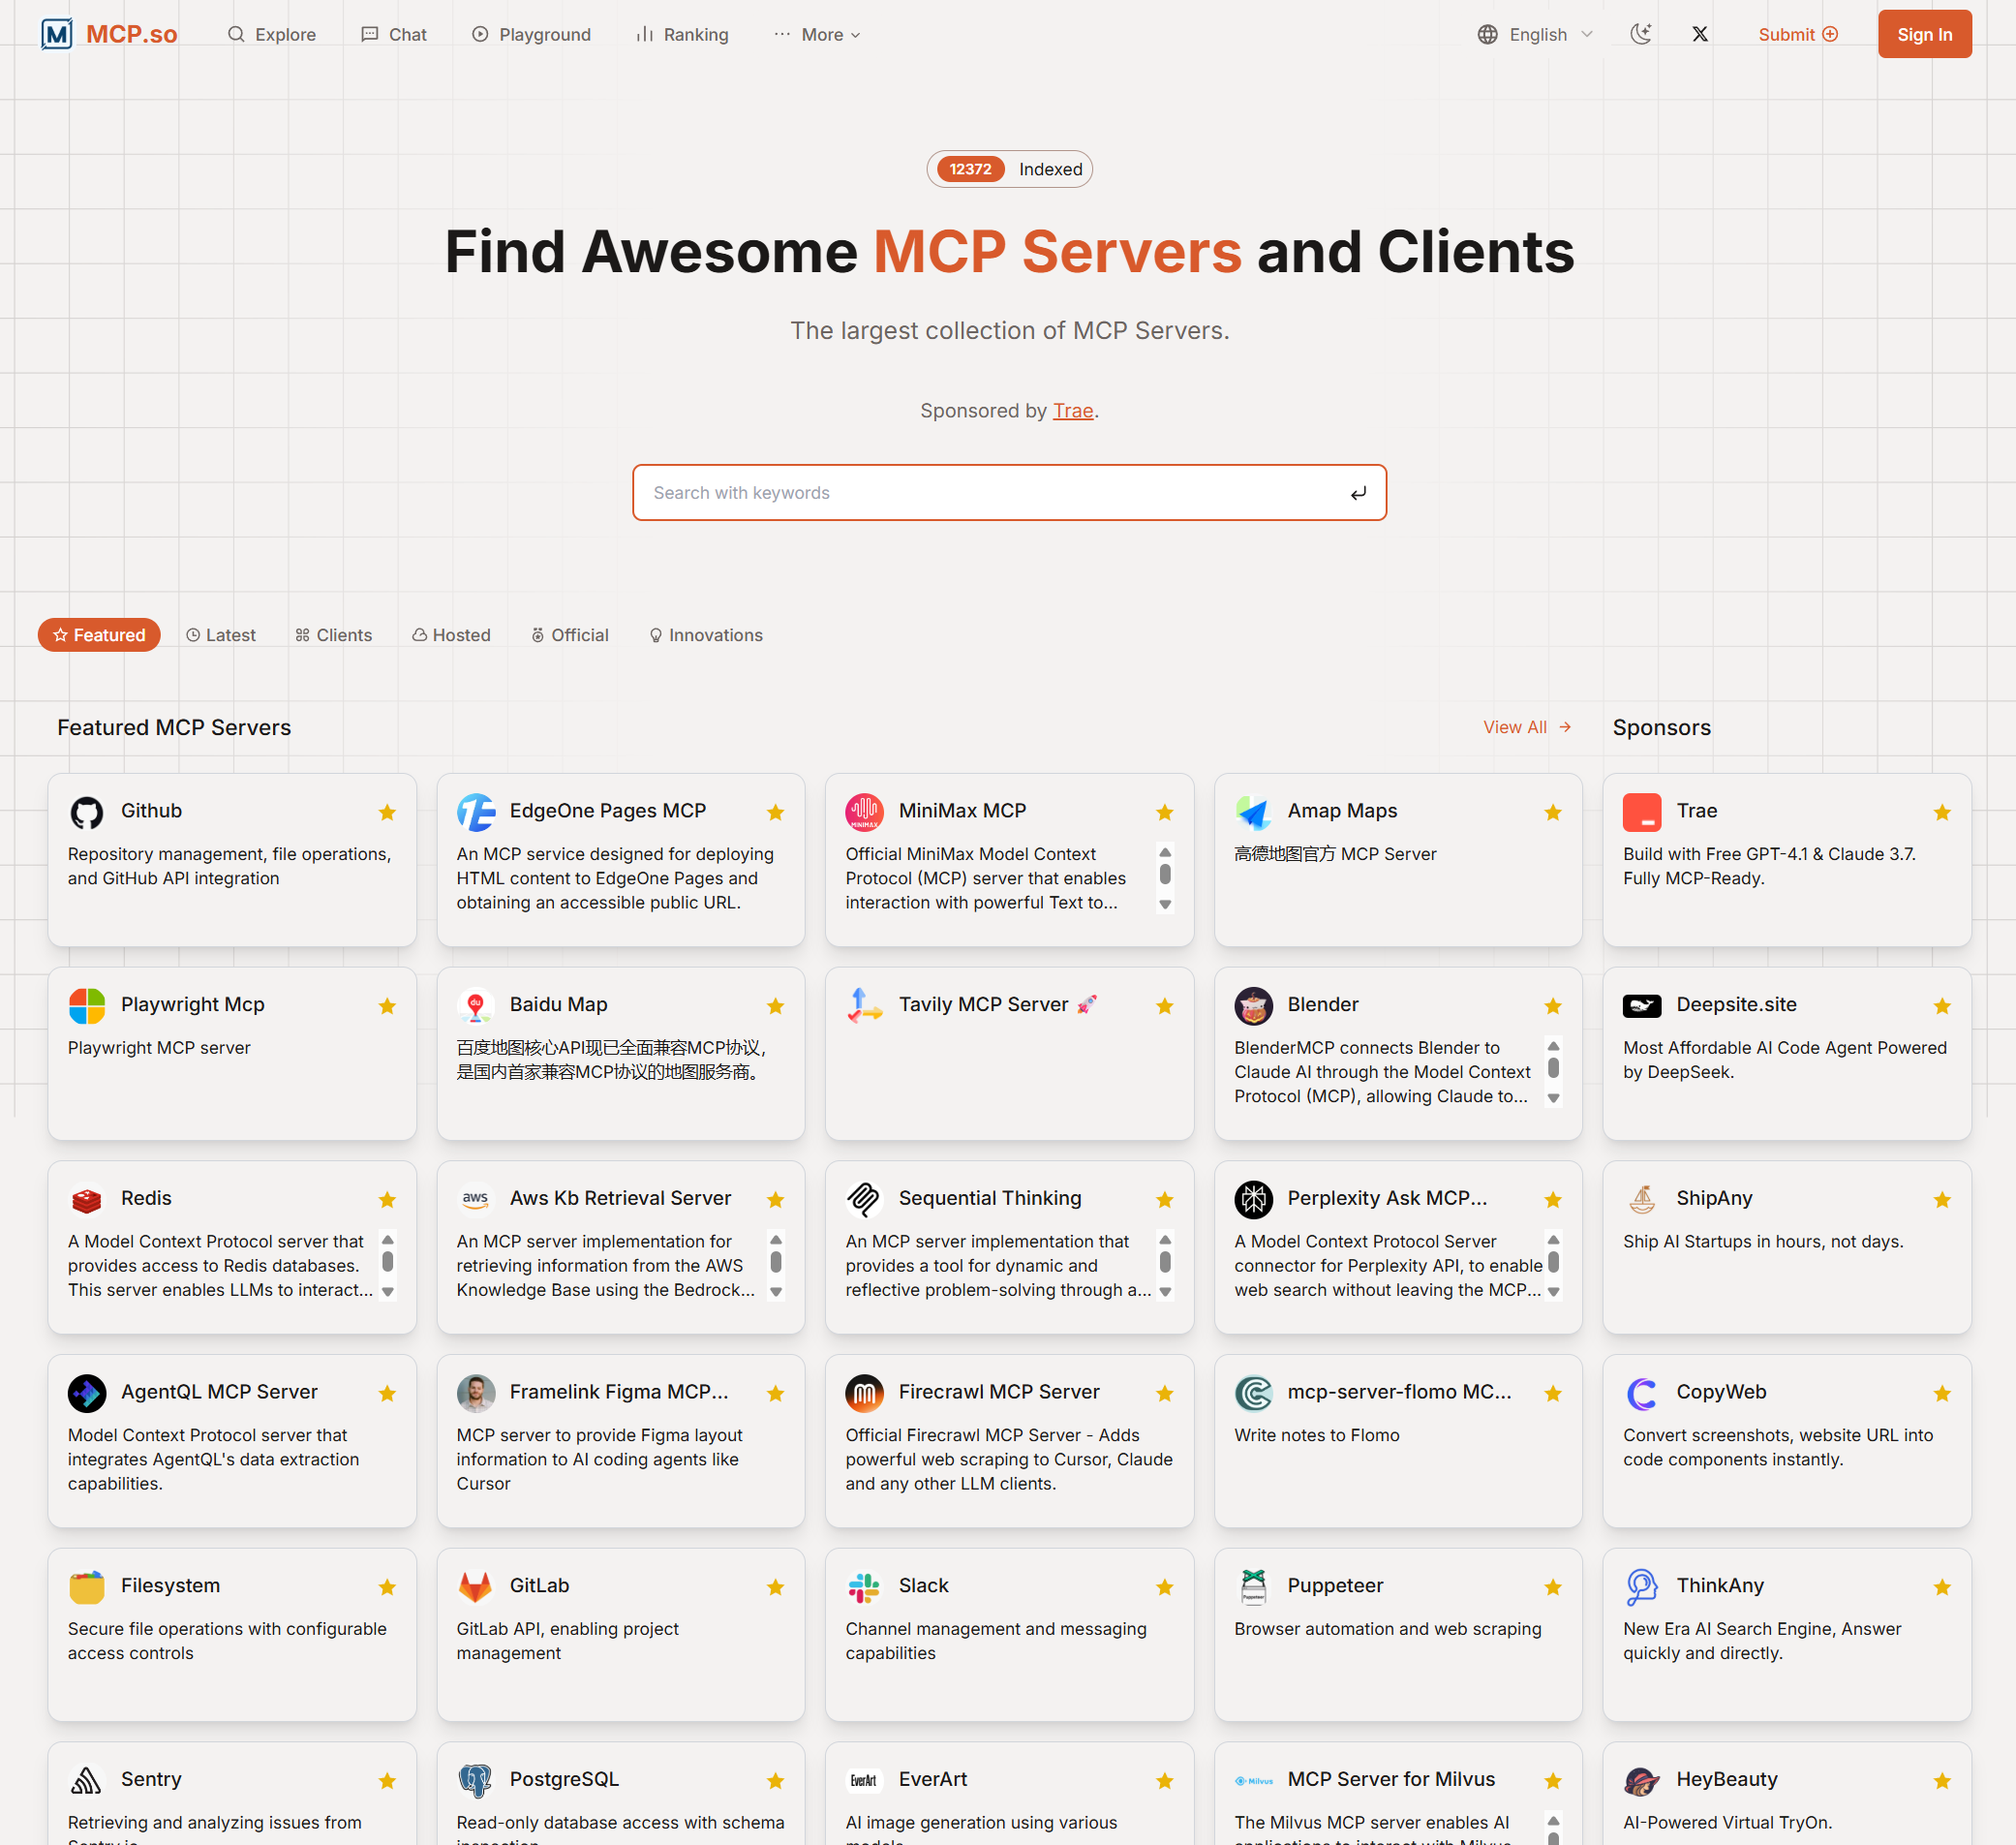 MCP.so
Explore
Chat
Playground
Ranking
More
English
Submit
Sign In
12372 Indexed
Find Awesome MCP Servers and Clients
The largest collection of MCP Servers.
Sponsored by Trae.
Search with keywords
Featured
Latest
Clients
Hosted
Official
Innovations
Featured MCP Servers
View All
Sponsors
Github
Repository management, file operations,
and GitHub API integration
EdgeOne Pages MCP
An MCP service designed for deploying
HTML content to EdgeOne Pages and
obtaining an accessible public URL.
MINIMAX
MiniMax MCP
Official MiniMax Model Context
Protocol (MCP) server that enables
interaction with powerful Text to...
Amap Maps
高德地图官方 MCP Server
Trae
Build with Free GPT-4.1 & Claude 3.7.
Fully MCP-Ready.
Playwright Mcp
Playwright MCP server
du
Baidu Map
百度地图核心API现已全面兼容MCP协议，
是国内首家兼容MCP协议的地图服务商。
Tavily MCP Server 🚀
Blender
BlenderMCP connects Blender to
Claude AI through the Model Context
Protocol (MCP), allowing Claude to...
Deepsite.site
Most Affordable AI Code Agent Powered
by DeepSeek.
Redis
A Model Context Protocol server that
provides access to Redis databases.
This server enables LLMs to interact...
aws
Aws Kb Retrieval Server
An MCP server implementation for
retrieving information from the AWS
Knowledge Base using the Bedrock...
Sequential Thinking
An MCP server implementation that
provides a tool for dynamic and
reflective problem-solving through a...
Perplexity Ask MCP...
A Model Context Protocol Server
connector for Perplexity API, to enable
web search without leaving the MCP...
ShipAny
Ship AI Startups in hours, not days.
AgentQL MCP Server
Model Context Protocol server that
integrates AgentQL's data extraction
capabilities.
Framelink Figma MCP...
MCP server to provide Figma layout
information to AI coding agents like
Cursor
Firecrawl MCP Server
Official Firecrawl MCP Server - Adds
powerful web scraping to Cursor, Claude
and any other LLM clients.
mcp-server-flomo MC...
Write notes to Flomo
CopyWeb
Convert screenshots, website URL into
code components instantly.
Filesystem
Secure file operations with configurable
access controls
GitLab
GitLab API, enabling project
management
Slack
Channel management and messaging
capabilities
Puppeteer
Puppeteer
Browser automation and web scraping
ThinkAny
New Era AI Search Engine, Answer
quickly and directly.
Sentry
Retrieving and analyzing issues from
Sentry.io
PostgreSQL
Read-only database access with schema
inspection
EverArt
EverArt
AI image generation using various
models
Milvus
MCP Server for Milvus
The Milvus MCP server enables AI
applications to interact with Milvus
HeyBeauty
AI-Powered Virtual TryOn.